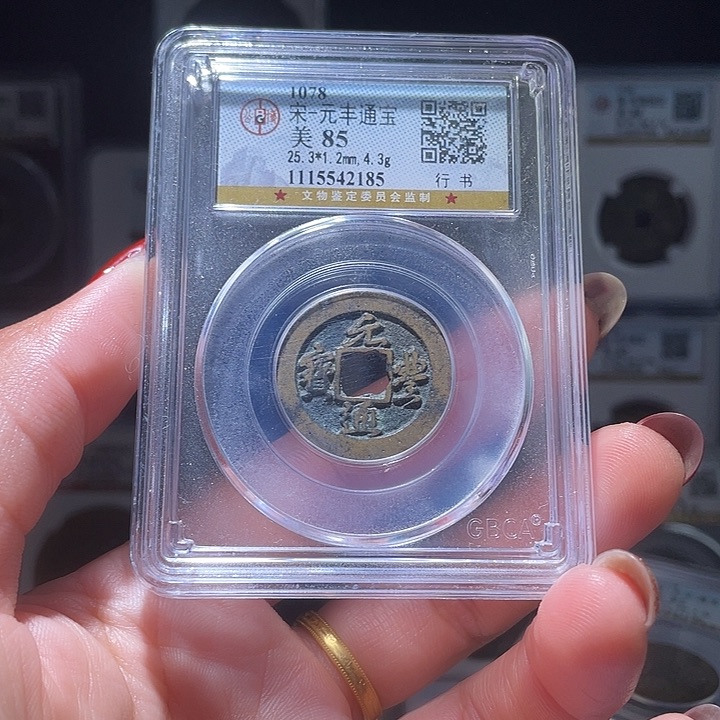 1078
宋-元丰通宝
美 85
25.3*1.2mm, 4.3g
1115542185 行书
★ 文物鉴定委员会监制 ★
元豐通寳
GBCA®